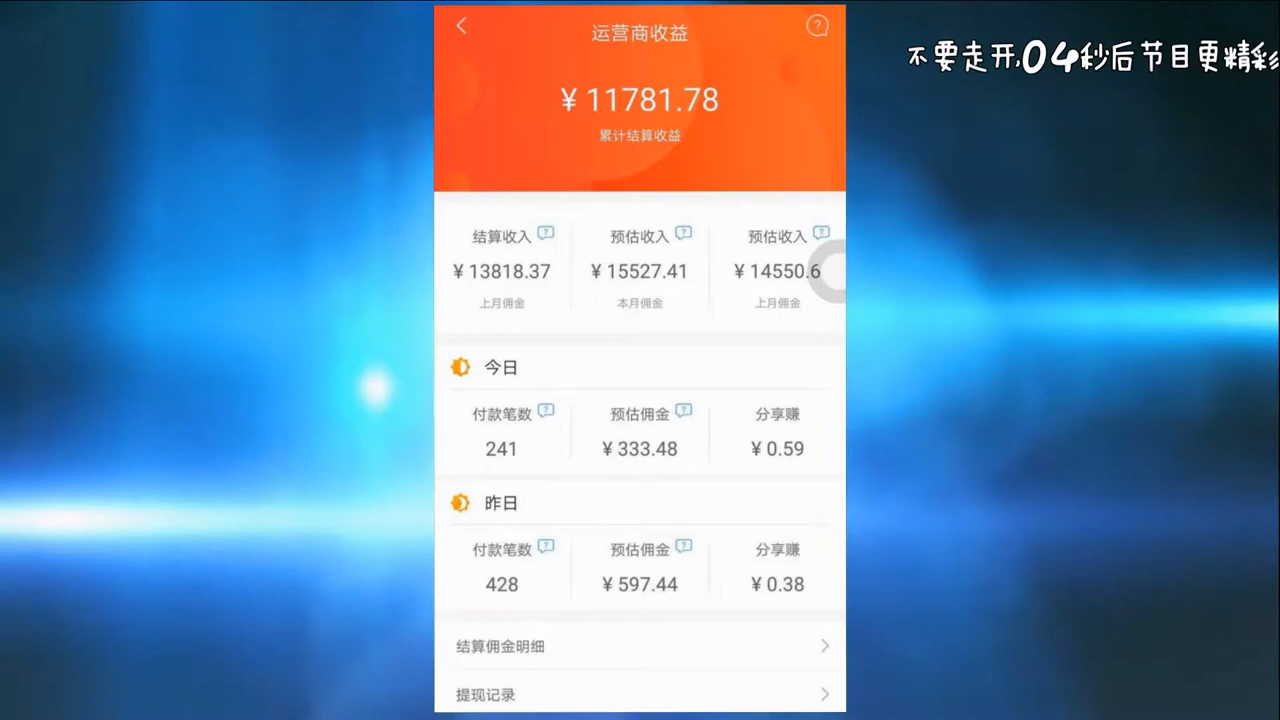 运营商收益
不要走开,04秒后节目更精彩
¥ 11781.78
累计结算收益
结算收入 预估收入 预估收入
¥ 13818.37 ¥ 15527.41 ¥ 14550.6
上月佣金 本月佣金 上月佣金
今日
付款笔数 预估佣金 分享赚
241 ¥ 333.48 ¥ 0.59
昨日
付款笔数 预估佣金 分享赚
428 ¥ 597.44 ¥ 0.38
结算佣金明细
提现记录